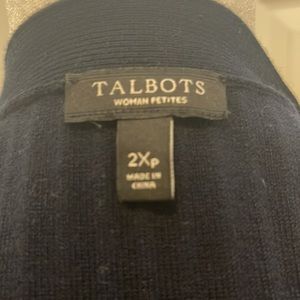 TALBOTS
WOMAN PETITES
2Xp
MADE IN
CHINA